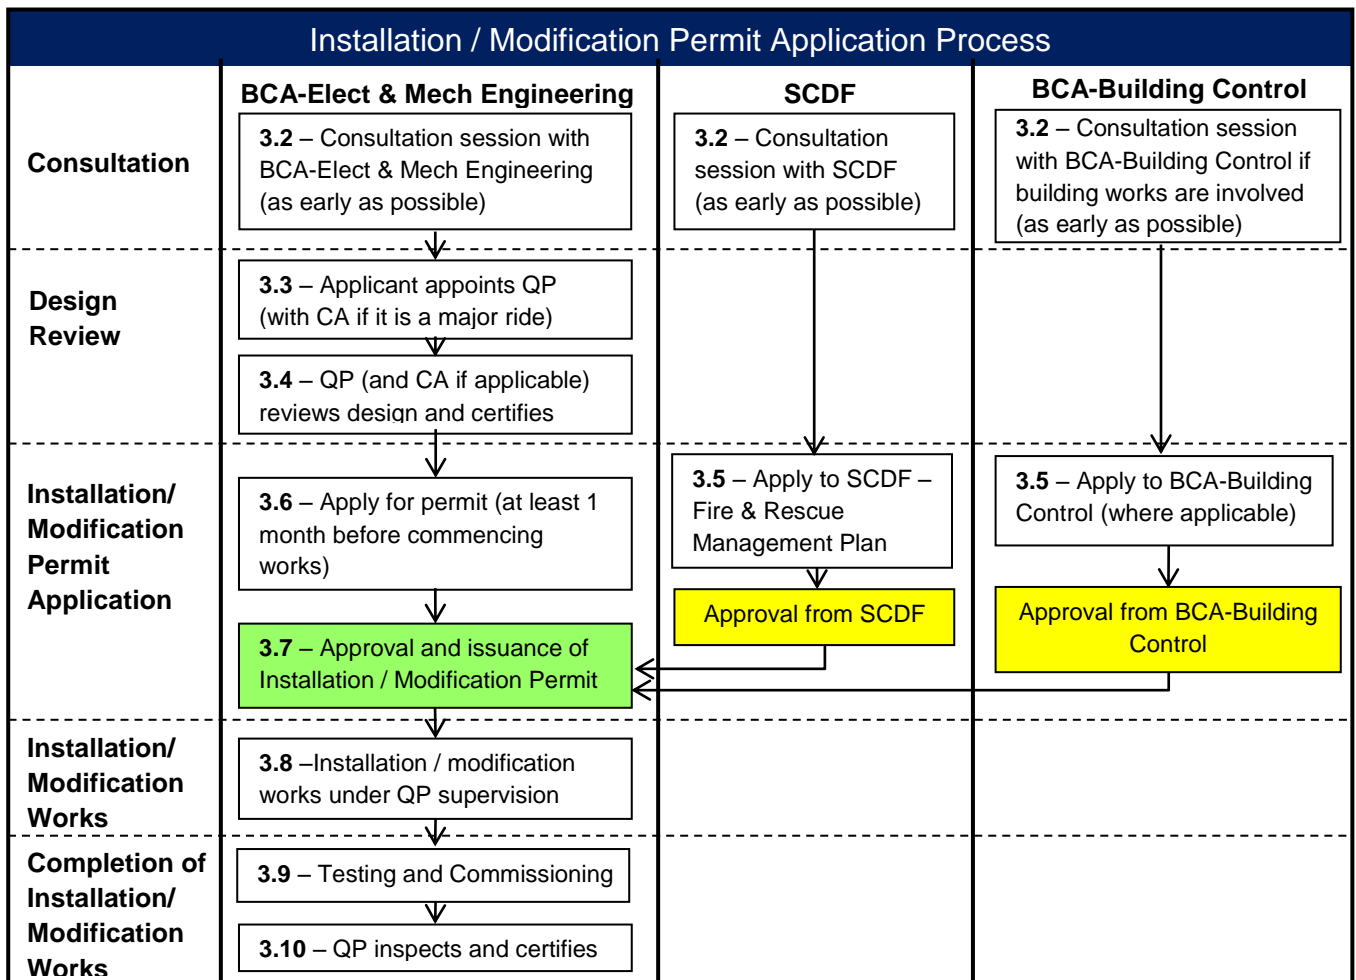 Installation / Modification Permit Application Process
BCA-Elect & Mech Engineering
SCDF
BCA-Building Control
Consultation
3.2 – Consultation session with
BCA-Elect & Mech Engineering
(as early as possible)
3.2 – Consultation
session with SCDF
(as early as possible)
3.2 – Consultation session
with BCA-Building Control if
building works are involved
(as early as possible)
Design
Review
3.3 – Applicant appoints QP
(with CA if it is a major ride)
3.4 – QP (and CA if applicable)
reviews design and certifies
Installation/
Modification
Permit
Application
3.6 – Apply for permit (at least 1
month before commencing
works)
3.5 – Apply to SCDF –
Fire & Rescue
Management Plan
3.5 – Apply to BCA-Building
Control (where applicable)
Approval from SCDF
Approval from BCA-Building
Control
3.7 – Approval and issuance of
Installation / Modification Permit
Installation/
Modification
Works
3.8 –Installation / modification
works under QP supervision
Completion of
Installation/
Modification
Works
3.9 – Testing and Commissioning
3.10 – QP inspects and certifies